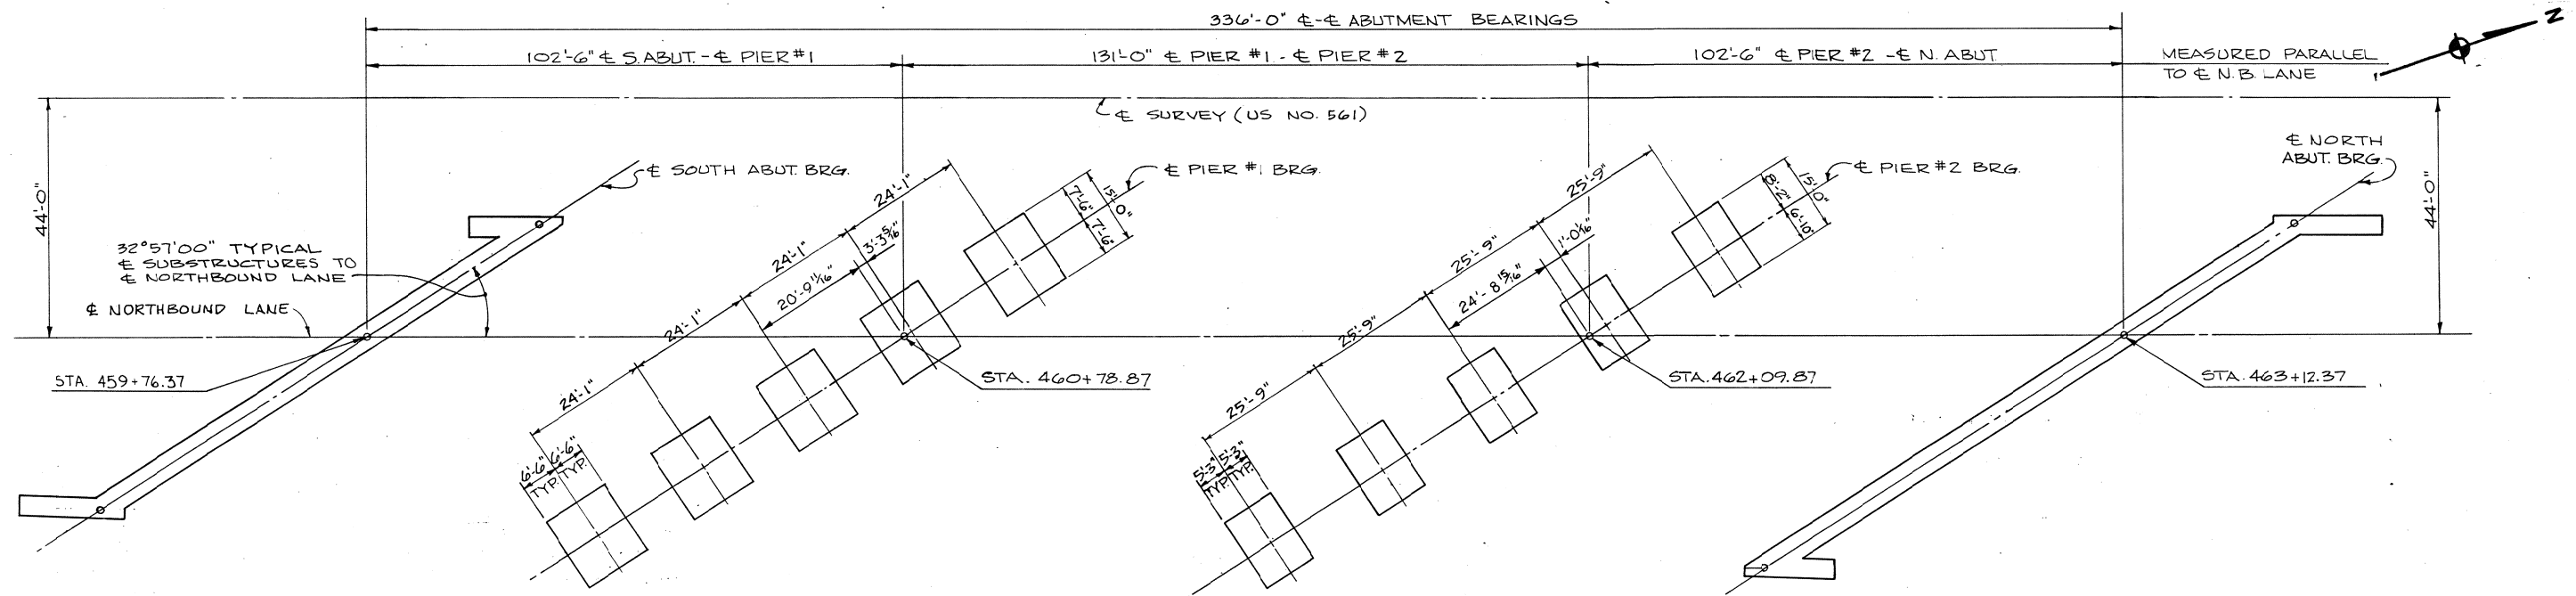 336'-0" ℄-℄ ABUTMENT BEARINGS
N
102'-6" ℄ S. ABUT. - ℄ PIER #1
131'-0" ℄ PIER #1 - ℄ PIER #2
102'-6" ℄ PIER #2 - ℄ N. ABUT
MEASURED PARALLEL
TO ℄ N.B. LANE
℄ SURVEY (US NO. 561)
44'-0"
44'-0"
℄ SOUTH ABUT. BRG.
℄ PIER #1 BRG.
℄ PIER #2 BRG.
℄ NORTH
ABUT. BRG.
32°57'00" TYPICAL
℄ SUBSTRUCTURES TO
℄ NORTHBOUND LANE
℄ NORTHBOUND LANE
24'-1"
24'-1"
24'-1"
24'-1"
3'-3 5/16"
20'-9 11/16"
7'-6"
7'-6"
15'-0"
6'-6"
6'-6"
TYP.
TYP.
25'-9"
25'-9"
25'-9"
25'-9"
1'-0 1/16"
24'-8 15/16"
8'-2"
6'-10"
15'-0"
5'-3"
5'-3"
TYP.
TYP.
STA. 459+76.37
STA. 460+78.87
STA. 462+09.87
STA. 463+12.37